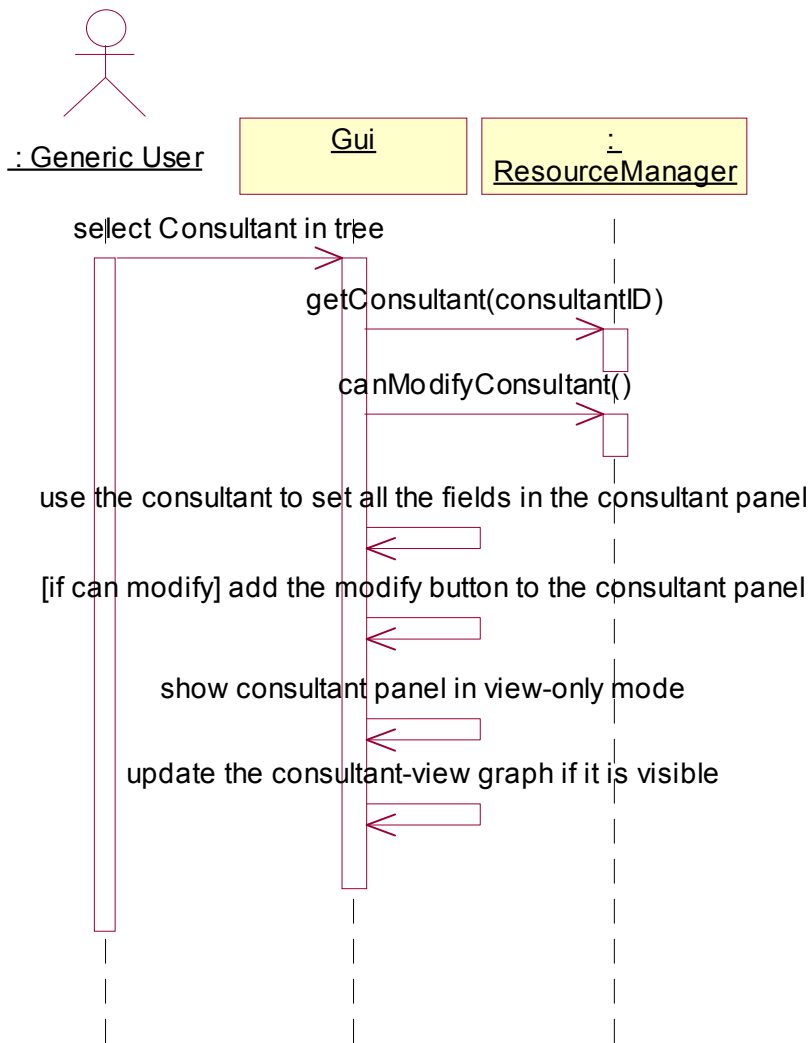 : Generic User
Gui
:
ResourceManager
select Consultant in tree
getConsultant(consultantID)
canModifyConsultant()
use the consultant to set all the fields in the consultant panel
[if can modify] add the modify button to the consultant panel
show consultant panel in view-only mode
update the consultant-view graph if it is visible